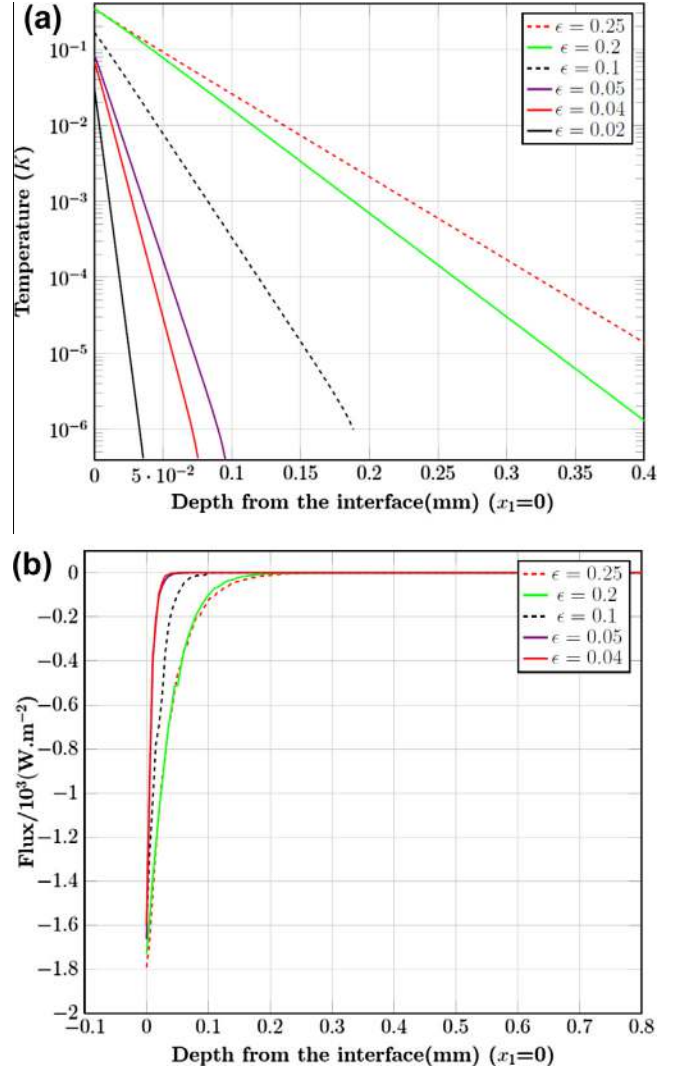 (a)
ϵ = 0.25
ϵ = 0.2
ϵ = 0.1
ϵ = 0.05
ϵ = 0.04
ϵ = 0.02
10⁻¹
10⁻²
10⁻³
10⁻⁴
10⁻⁵
10⁻⁶
Temperature (K)
0 5·10⁻² 0.1 0.15 0.2 0.25 0.3 0.35 0.4
Depth from the interface(mm) (x₁=0)
(b)
ϵ = 0.25
ϵ = 0.2
ϵ = 0.1
ϵ = 0.05
ϵ = 0.04
0
−0.2
−0.4
−0.6
−0.8
−1
−1.2
−1.4
−1.6
−1.8
−2
Flux/10³(W.m⁻²)
−0.1 0 0.1 0.2 0.3 0.4 0.5 0.6 0.7 0.8
Depth from the interface(mm) (x₁=0)